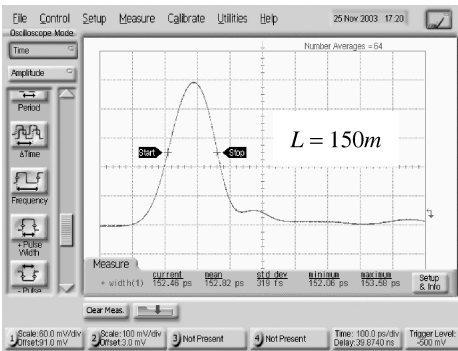 File Control Setup Measure Calibrate Utilities Help 25 Nov 2003 17:20
Oscilloscope Mode
Time
Number Averages = 64
Amplitude
Period
ΔTime
Start Stop
L = 150m
Frequency
+ Pulse
Width
- Pulse
Measure
current mean std dev minimum maximum
+ width(1) 152.46 ps 152.82 ps 319 fs 152.06 ps 153.58 ps
Setup
& Info
Clear Meas.
1 Scale:60.0 mV/div 2 Scale:100 mV/div 3 Not Present 4 Not Present Time: 100.0 ps/div Trigger Level:
Offset:91.0 mV Offset:3.0 mV Delay:39.8740 ns -500 mV